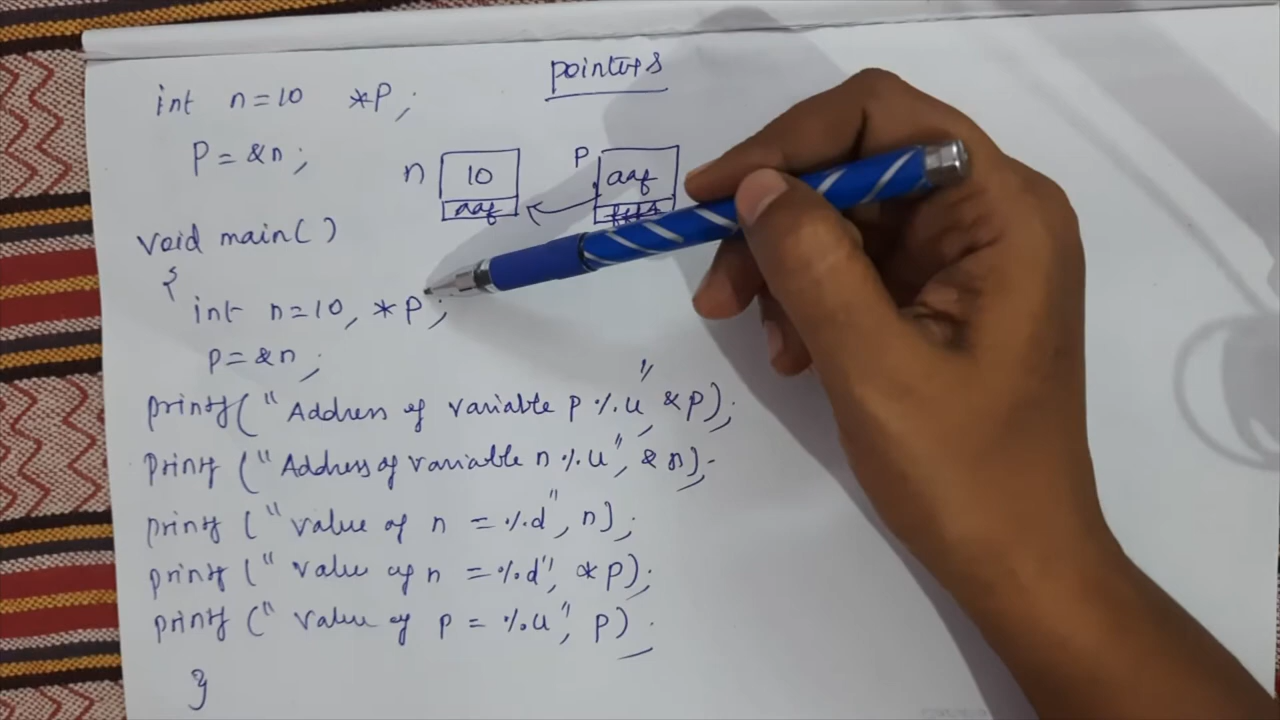 pointers
int n=10 *P;
P=&n;
n 10 aaf
P aaf
void main()
{
int n=10, *P;
P=&n;
printf("Address of variable p %u", &p);
printf("Address of variable n %u", &n);
printf("value of n = %d", n);
printf("value of n = %d", *p);
printf("value of p = %u", p);
}